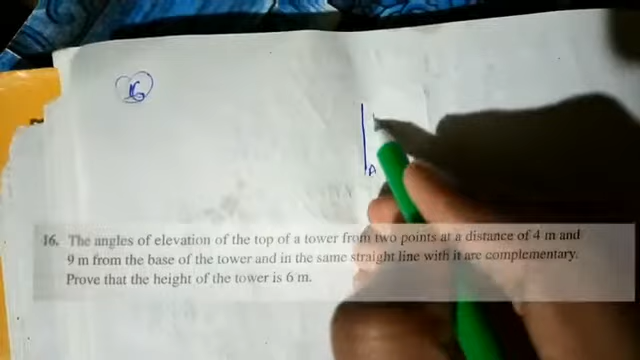 16
A
16. The angles of elevation of the top of a tower from two points at a distance of 4 m and
9 m from the base of the tower and in the same straight line with it are complementary.
Prove that the height of the tower is 6 m.